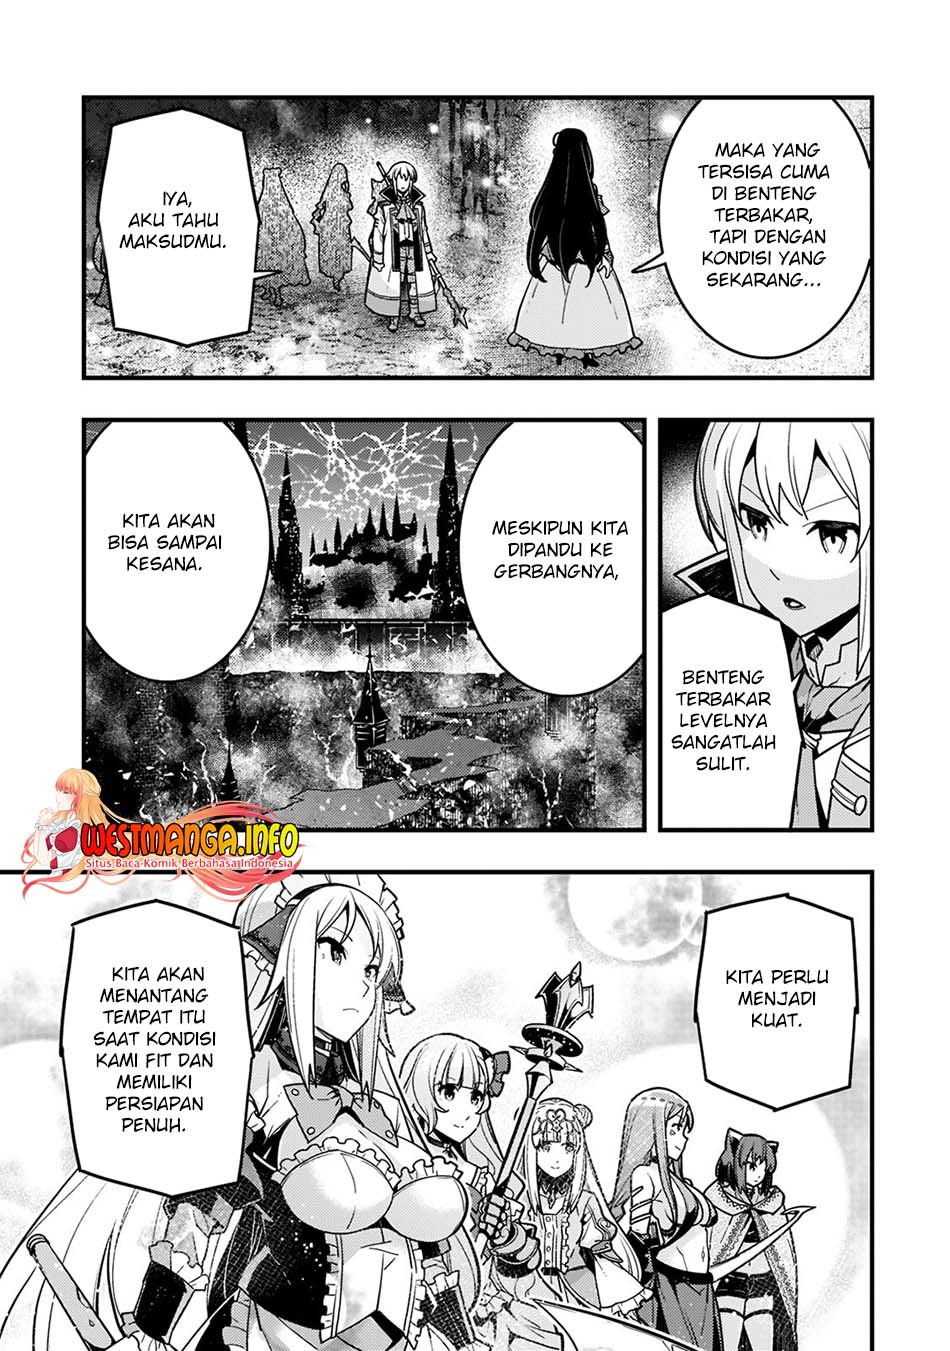 MAKA YANG
TERSISA CUMA
DI BENTENG
TERBAKAR,
TAPI DENGAN
KONDISI YANG
SEKARANG...
IYA,
AKU TAHU
MAKSUDMU.
BENTENG
TERBAKAR
LEVELNYA
SANGATLAH
SULIT.
MESKIPUN KITA
DIPANDU KE
GERBANGNYA,
KITA AKAN
BISA SAMPAI
KESANA.
WESTMANGA.INFO
Situs Baca Komik Berbahasa Indonesia
KITA PERLU
MENJADI
KUAT.
KITA AKAN
MENANTANG
TEMPAT ITU
SAAT KONDISI
KAMI FIT DAN
MEMILIKI
PERSIAPAN
PENUH.